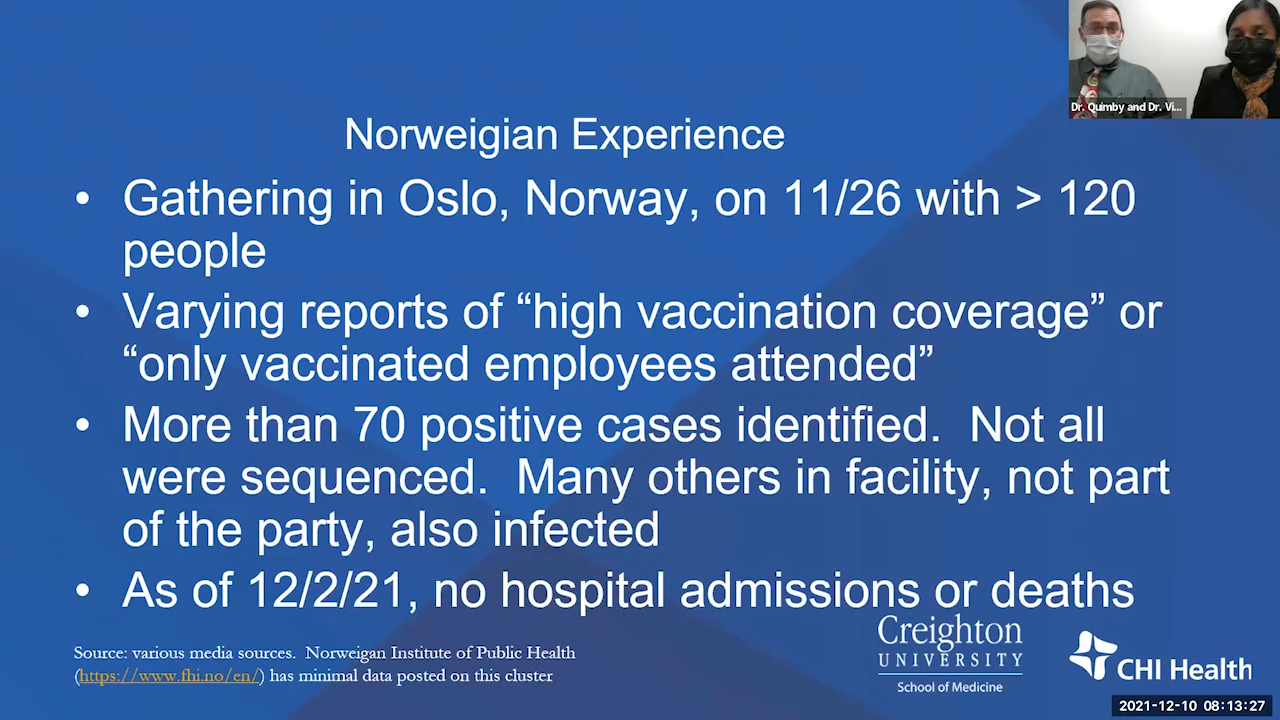 Dr. Quimby and Dr. Vi...
Norweigian Experience
• Gathering in Oslo, Norway, on 11/26 with > 120
people
• Varying reports of “high vaccination coverage” or
“only vaccinated employees attended”
• More than 70 positive cases identified.  Not all
were sequenced.  Many others in facility, not part
of the party, also infected
• As of 12/2/21, no hospital admissions or deaths
Source: various media sources.  Norweigan Institute of Public Health
(https://www.fhi.no/en/) has minimal data posted on this cluster
Creighton
UNIVERSITY
School of Medicine
CHI Health
2021-12-10 08:13:27